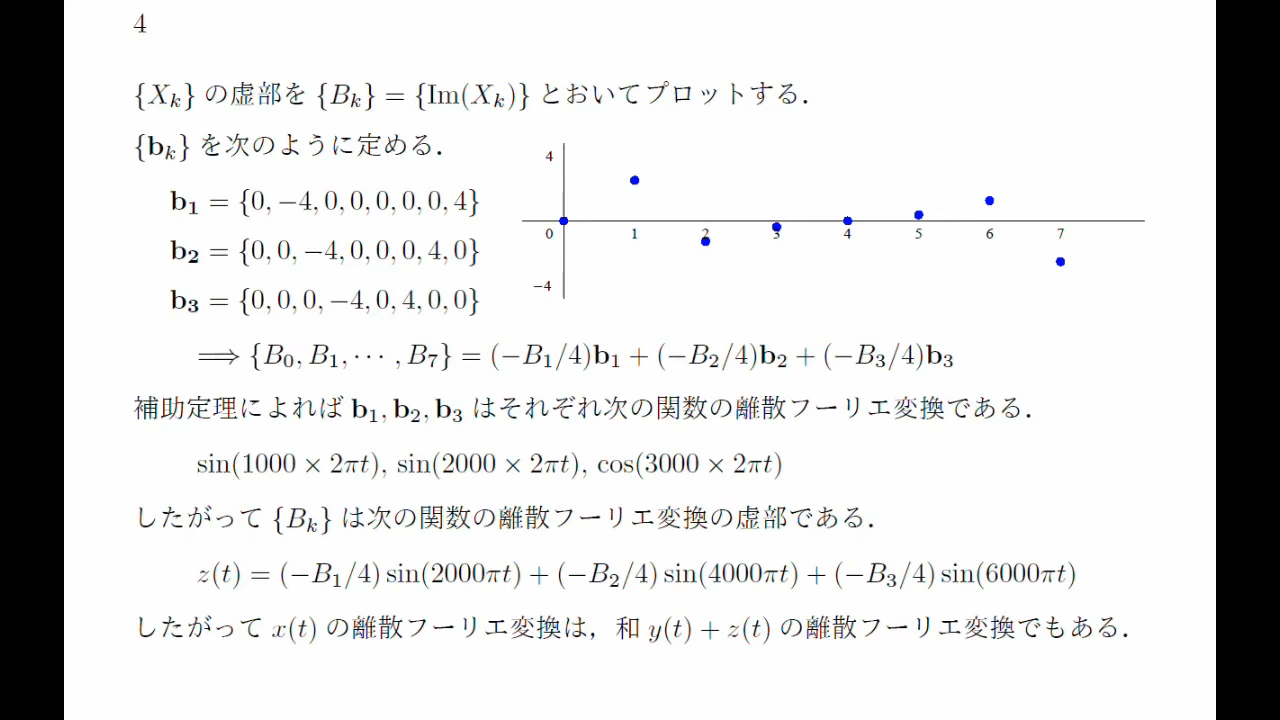 4
{X_k} の虚部を {B_k} = {Im(X_k)} とおいてプロットする.
{b_k} を次のように定める.
b_1 = {0, −4, 0, 0, 0, 0, 0, 4}
b_2 = {0, 0, −4, 0, 0, 0, 4, 0}
b_3 = {0, 0, 0, −4, 0, 4, 0, 0}
4
0 1 2 3 4 5 6 7
−4
⟹ {B_0, B_1, ⋯ , B_7} = (−B_1/4)b_1 + (−B_2/4)b_2 + (−B_3/4)b_3
補助定理によれば b_1, b_2, b_3 はそれぞれ次の関数の離散フーリエ変換である.
sin(1000 × 2πt), sin(2000 × 2πt), cos(3000 × 2πt)
したがって {B_k} は次の関数の離散フーリエ変換の虚部である.
z(t) = (−B_1/4) sin(2000πt) + (−B_2/4) sin(4000πt) + (−B_3/4) sin(6000πt)
したがって x(t) の離散フーリエ変換は, 和 y(t) + z(t) の離散フーリエ変換でもある.